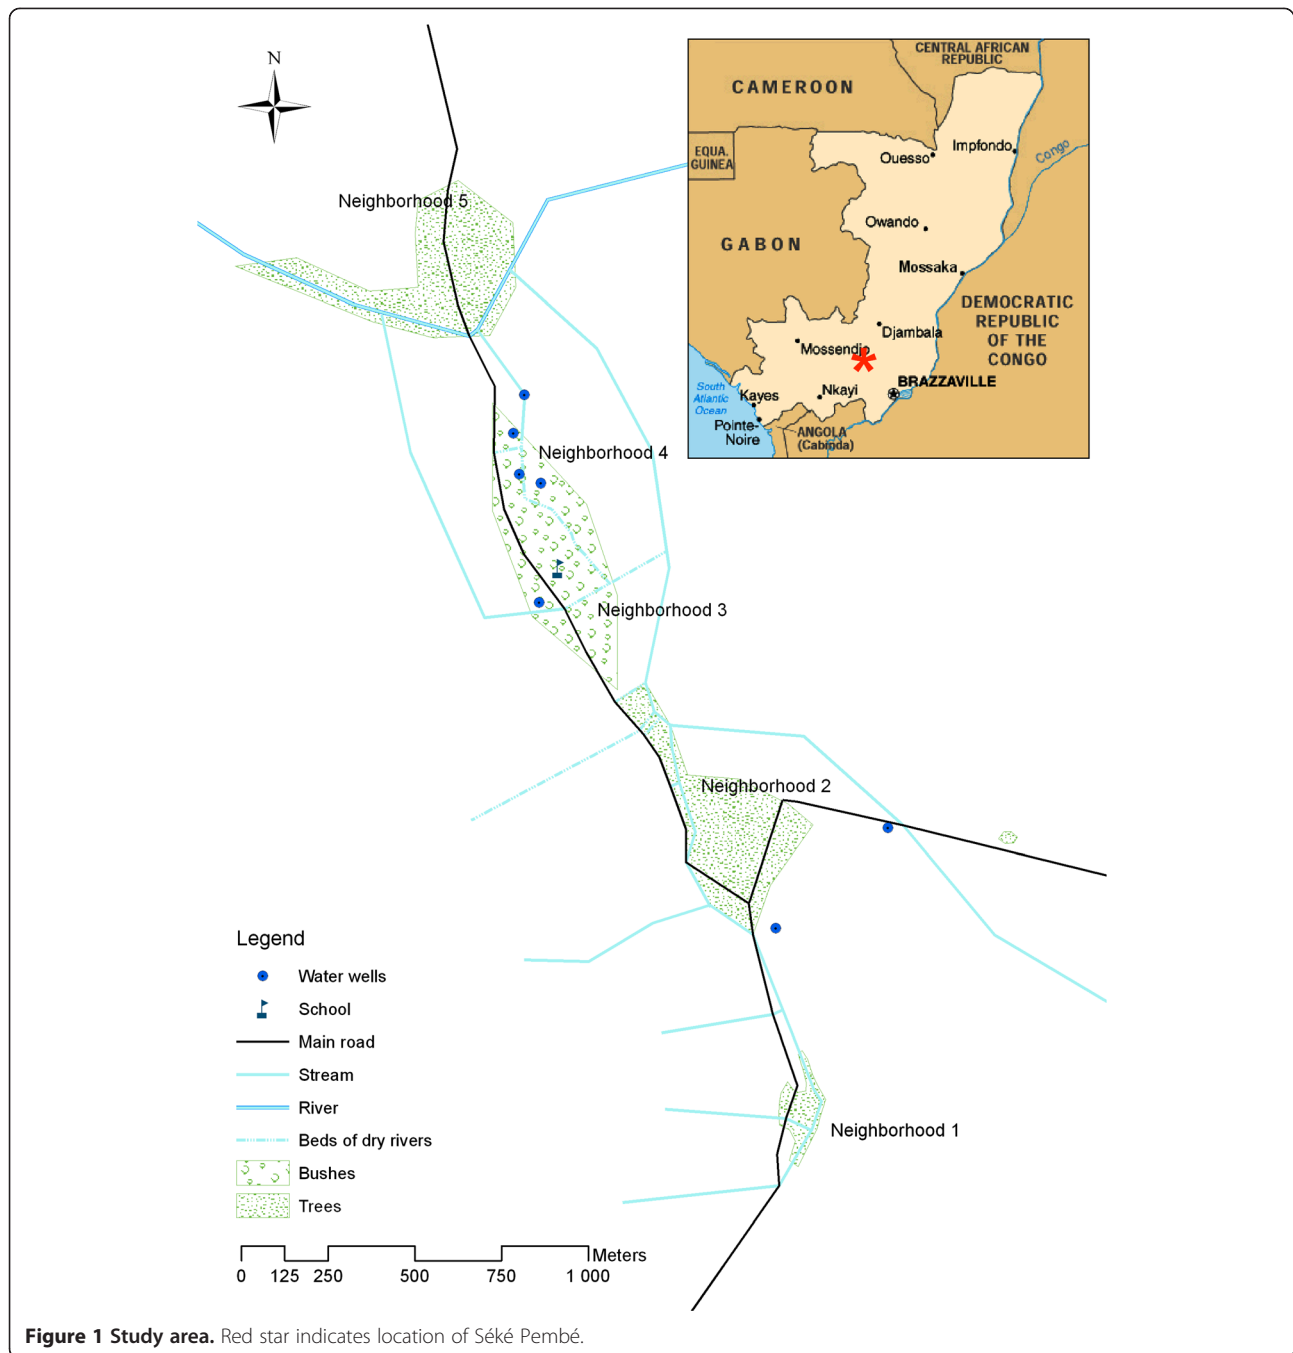 N
CENTRAL AFRICAN
REPUBLIC
CAMEROON
EQUA.
GUINEA
Ouesso
Impfondo
Congo
Owando
GABON
Mossaka
DEMOCRATIC
REPUBLIC
OF THE
CONGO
Djambala
Mossendjo
BRAZZAVILLE
South
Atlantic
Ocean
Kayes
Nkayi
Pointe-
Noire
ANGOLA
(Cabinda)
Neighborhood 5
Neighborhood 4
Neighborhood 3
Neighborhood 2
Neighborhood 1
Legend
Water wells
School
Main road
Stream
River
Beds of dry rivers
Bushes
Trees
Meters
0 125 250 500 750 1 000
Figure 1 Study area. Red star indicates location of Séké Pembé.